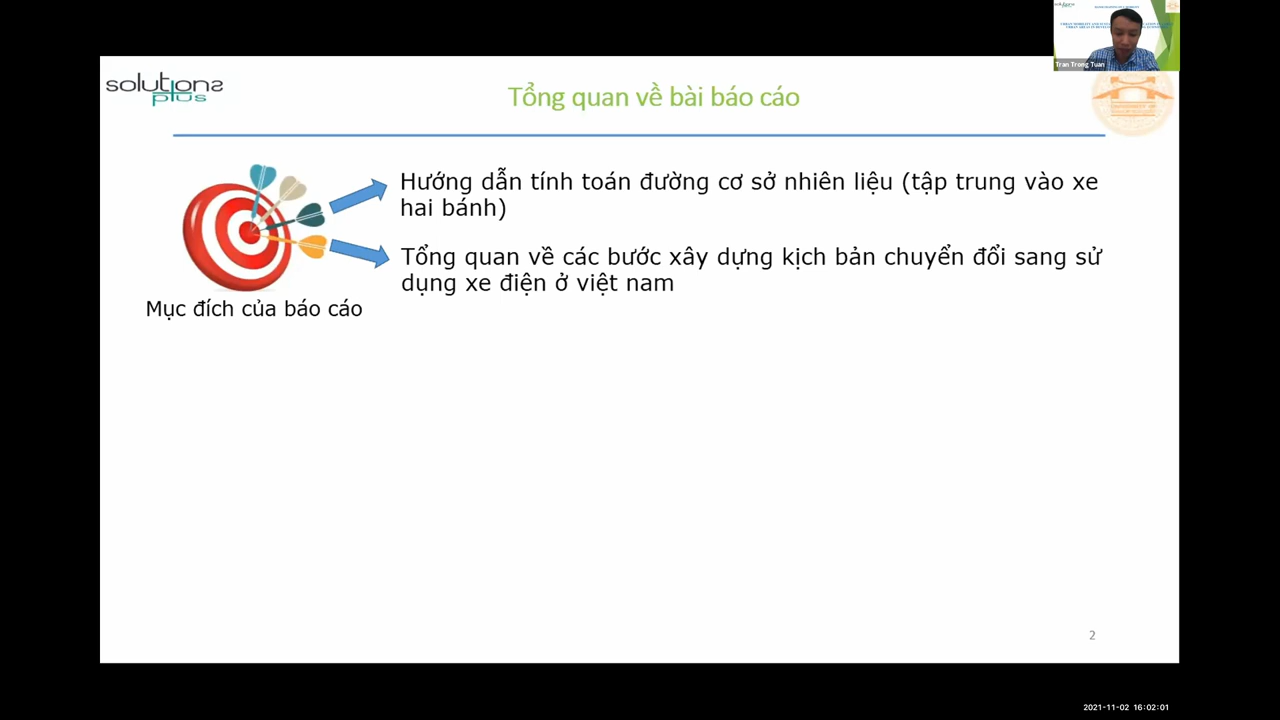 solutions
plus
Tran Trong Tuan
Tổng quan về bài báo cáo
Hướng dẫn tính toán đường cơ sở nhiên liệu (tập trung vào xe
hai bánh)
Tổng quan về các bước xây dựng kịch bản chuyển đổi sang sử
dụng xe điện ở việt nam
Mục đích của báo cáo
2
2021-11-02 16:02:01